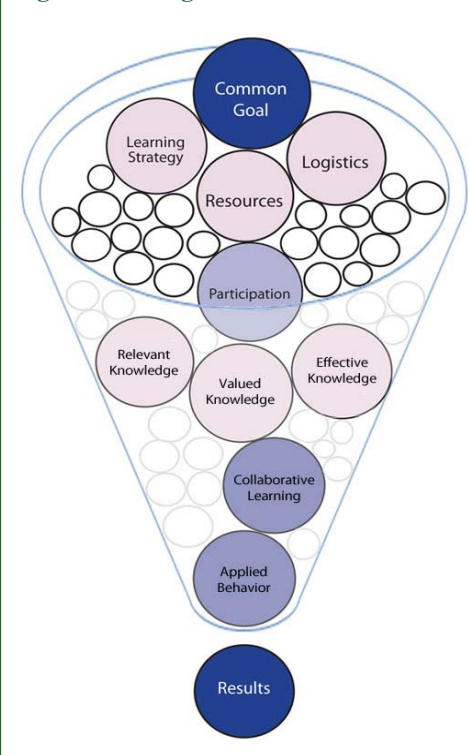 Common
Goal
Learning
Strategy
Logistics
Resources
Participation
Relevant
Knowledge
Valued
Knowledge
Effective
Knowledge
Collaborative
Learning
Applied
Behavior
Results